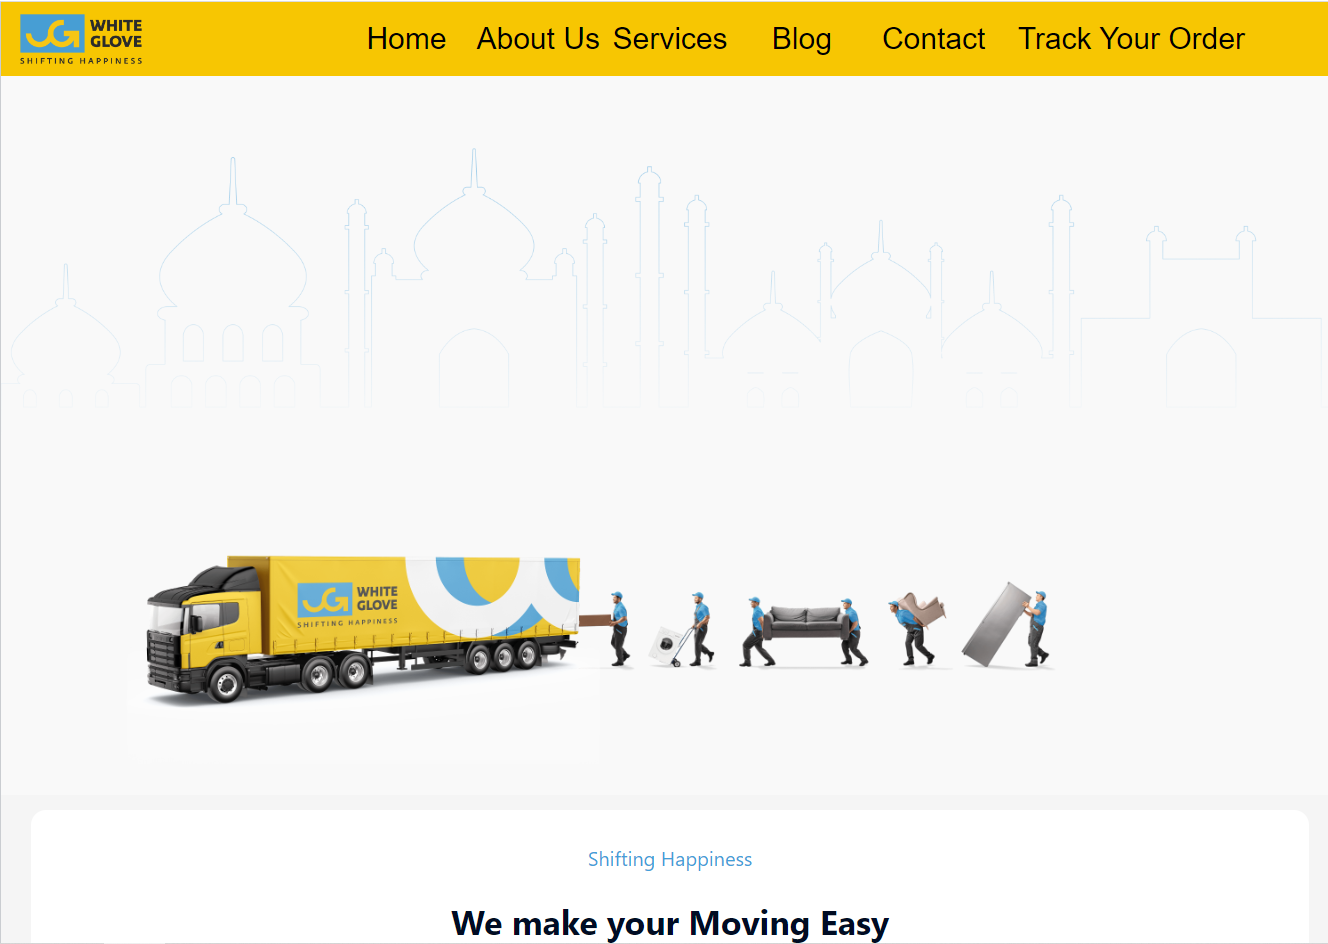 WHITE
GLOVE
SHIFTING HAPPINESS
Home About Us Services Blog Contact Track Your Order
WHITE
GLOVE
SHIFTING HAPPINESS
Shifting Happiness
We make your Moving Easy